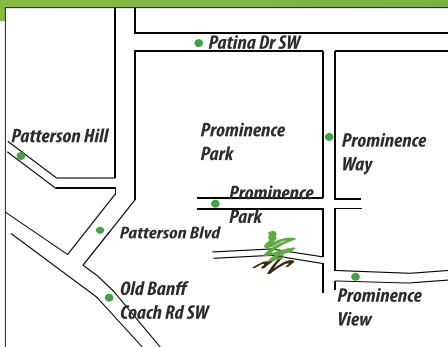 Patina Dr SW
Patterson Hill
Prominence
Park
Prominence
Way
Prominence
Park
Patterson Blvd
Old Banff
Coach Rd SW
Prominence
View